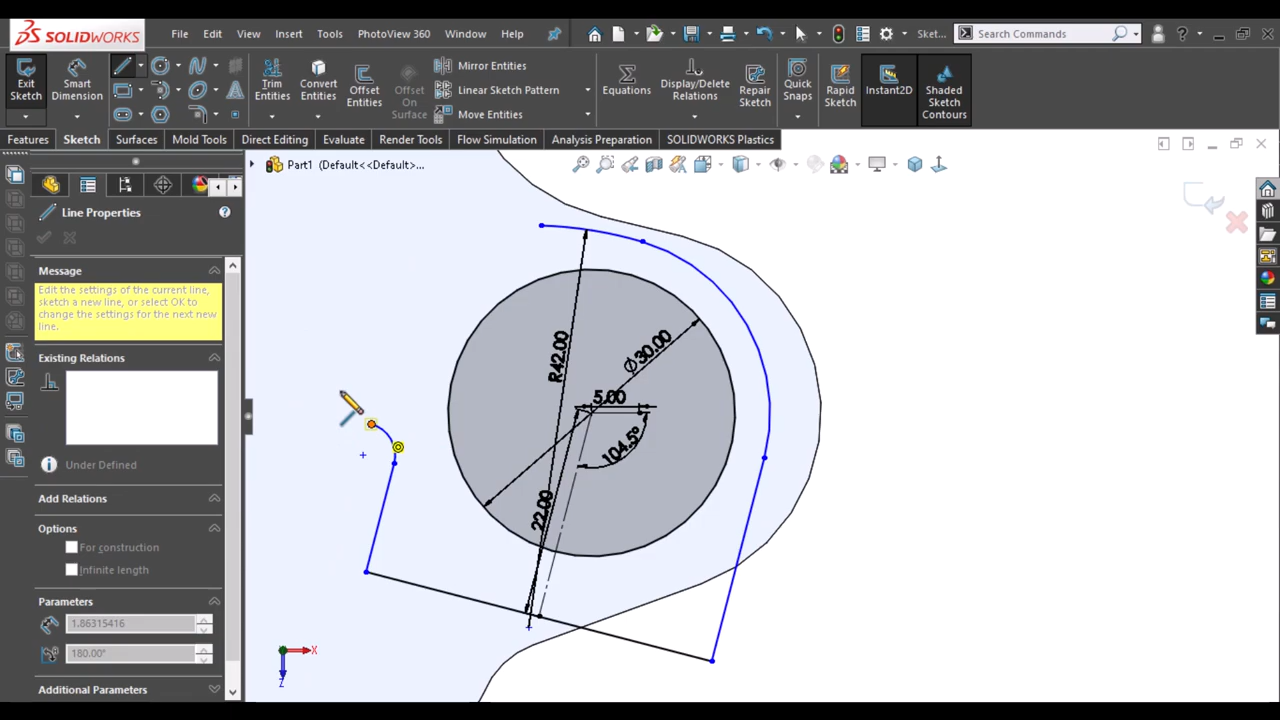 3S SOLIDWORKS File Edit View Insert Tools PhotoView 360 Window Help Sket... Search Commands
Exit Sketch Smart Dimension Trim Entities Convert Entities Offset Entities Offset On Surface Mirror Entities Linear Sketch Pattern Move Entities Equations Display/Delete Relations Repair Sketch Quick Snaps Rapid Sketch Instant2D Shaded Sketch Contours
Features Sketch Surfaces Mold Tools Direct Editing Evaluate Render Tools Flow Simulation Analysis Preparation SOLIDWORKS Plastics
Part1 (Default<<Default>...
Line Properties
Message
Edit the settings of the current line,
sketch a new line, or select OK to
change the settings for the next new
line.
Existing Relations
Under Defined
Add Relations
Options
For construction
Infinite length
Parameters
1.86315416
180.00°
Additional Parameters
R42.00
Ø30.00
5.00
104.5°
22.00
X
Z